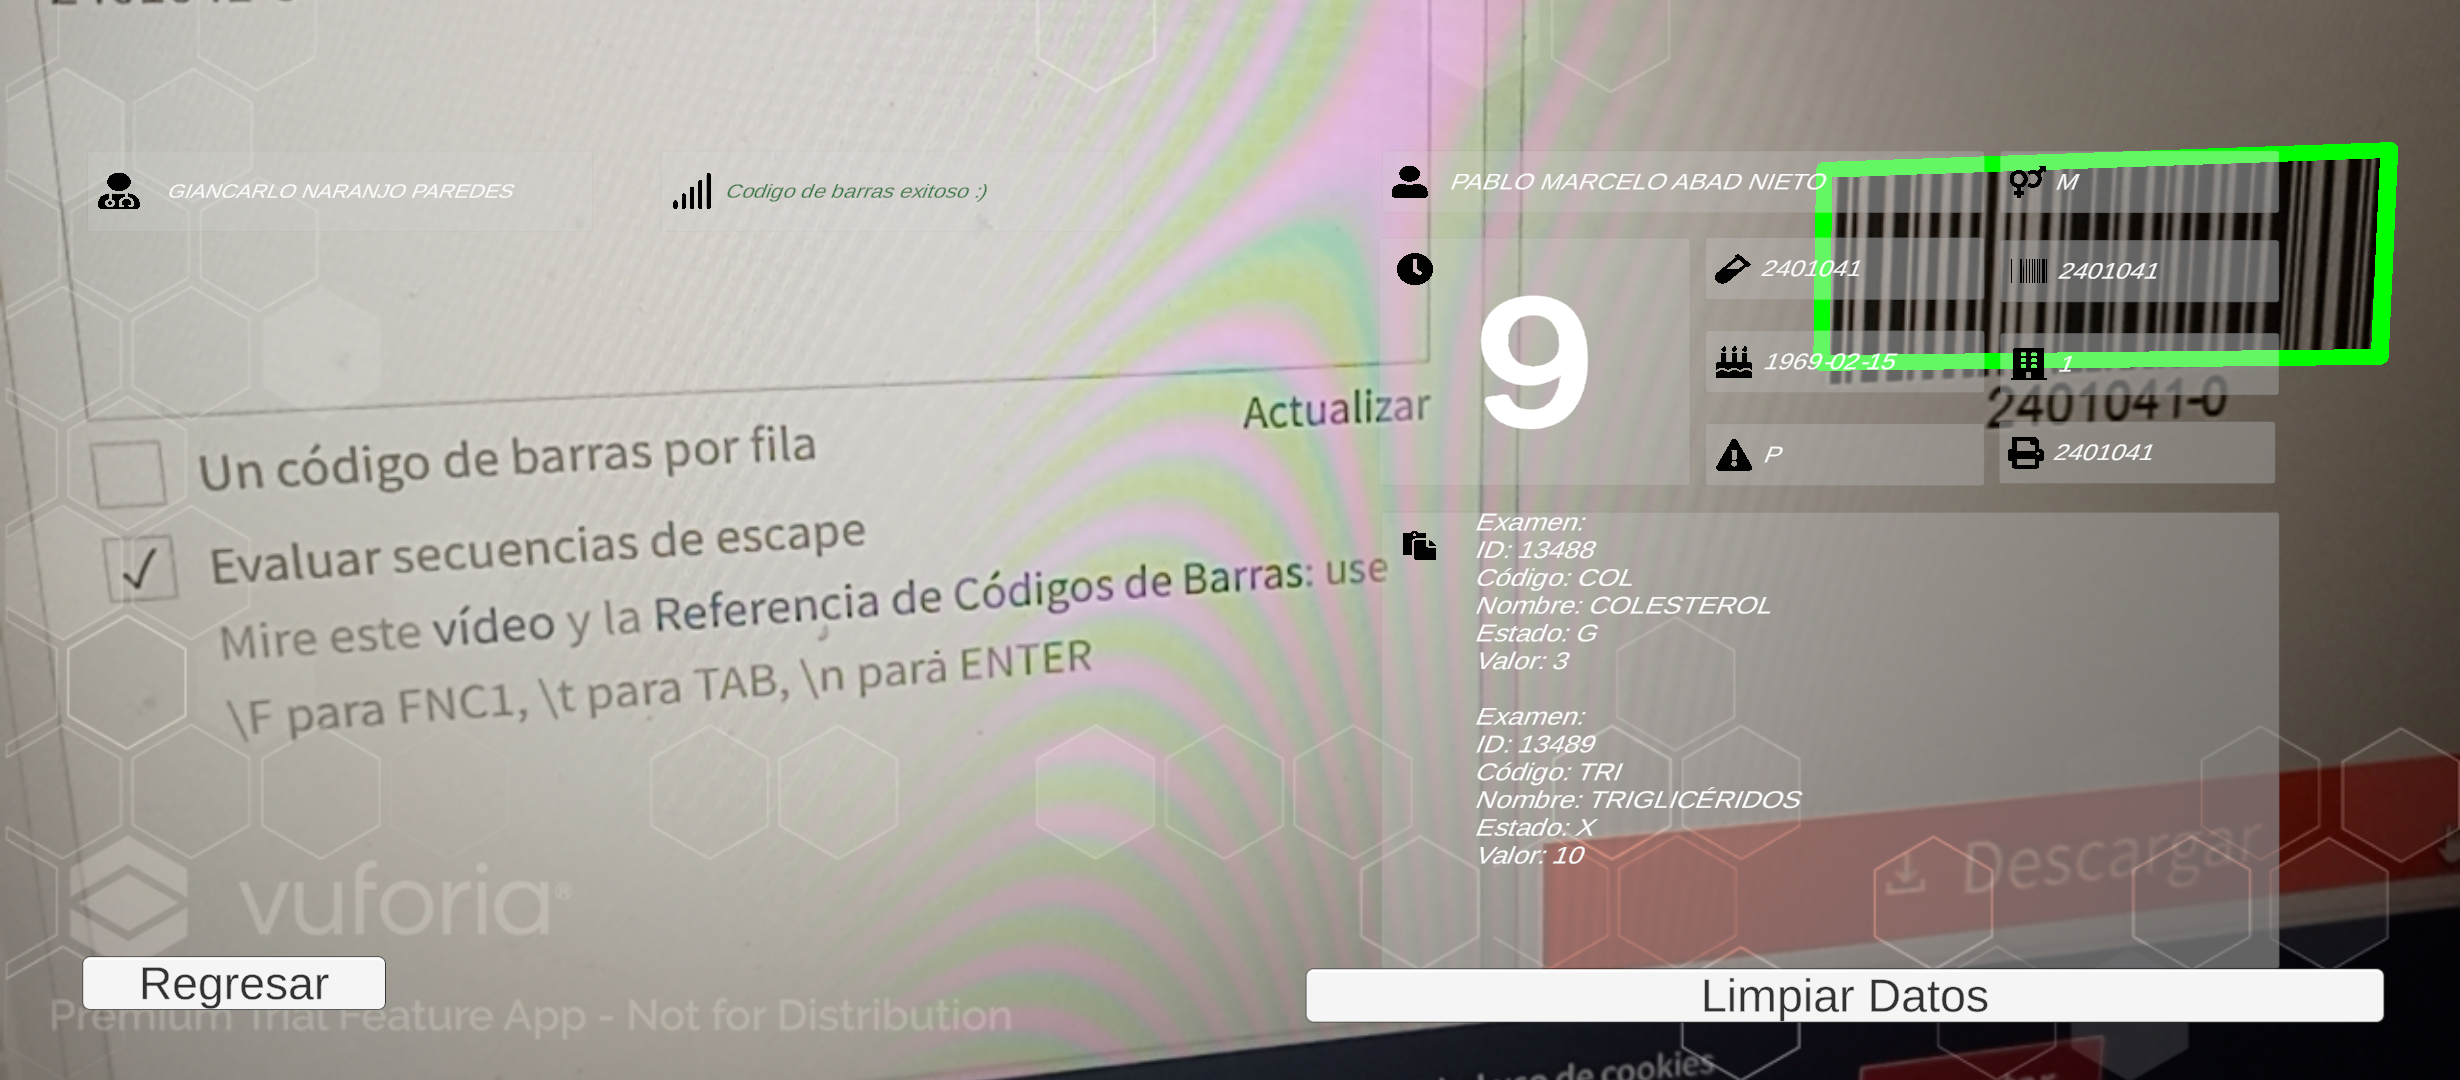 GIANCARLO NARANJO PAREDES
Codigo de barras exitoso :)
PABLO MARCELO ABAD NIETO
M
9
2401041
2401041
1969-02-15
1
2401041-0
P
2401041
Actualizar
Un código de barras por fila
✓ Evaluar secuencias de escape
Mire este vídeo y la Referencia de Códigos de Barras: use
\F para FNC1, \t para TAB, \n para ENTER
Examen:
ID: 13488
Código: COL
Nombre: COLESTEROL
Estado: G
Valor: 3
Examen:
ID: 13489
Código: TRI
Nombre: TRIGLICÉRIDOS
Estado: X
Valor: 10
Descargar
vuforia®
Regresar
Premium Trial Feature App - Not for Distribution
Limpiar Datos
de cookies